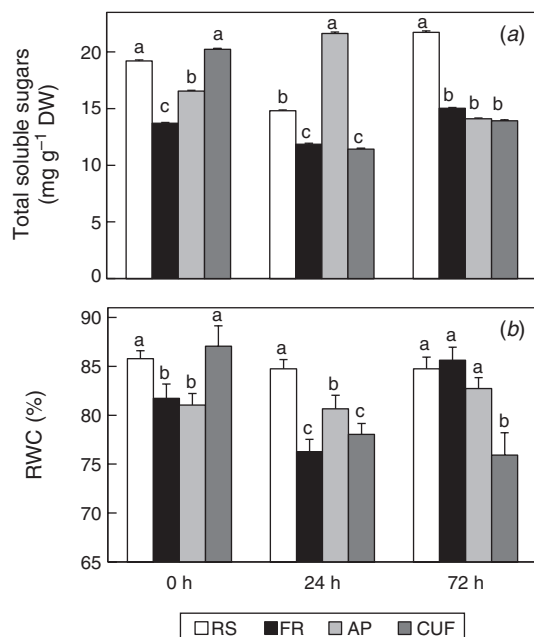 (a)
Total soluble sugars
(mg g⁻¹ DW)
20
15
10
5
0
a
c
b
a
b
c
a
c
a
b
b
b
(b)
RWC (%)
90
85
80
75
70
65
a
b
b
a
a
c
b
c
a
a
a
b
0 h
24 h
72 h
RS
FR
AP
CUF